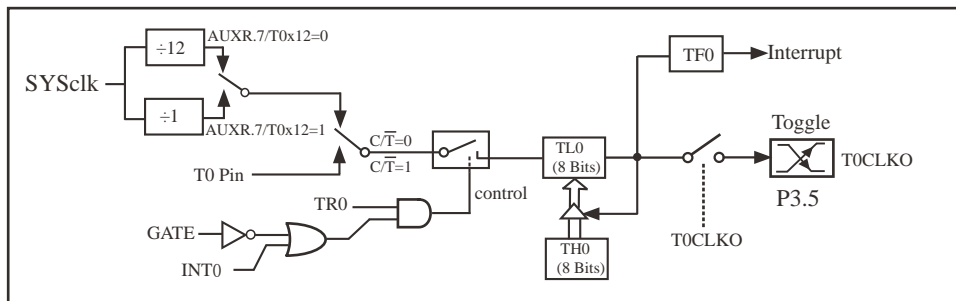 AUXR.7/T0x12=0
÷12
SYSclk
÷1
AUXR.7/T0x12=1
C/T̅=0
C/T̅=1
T0 Pin
TR0
GATE
INT0
control
TL0
(8 Bits)
TH0
(8 Bits)
TF0
Interrupt
Toggle
T0CLKO
P3.5
T0CLKO